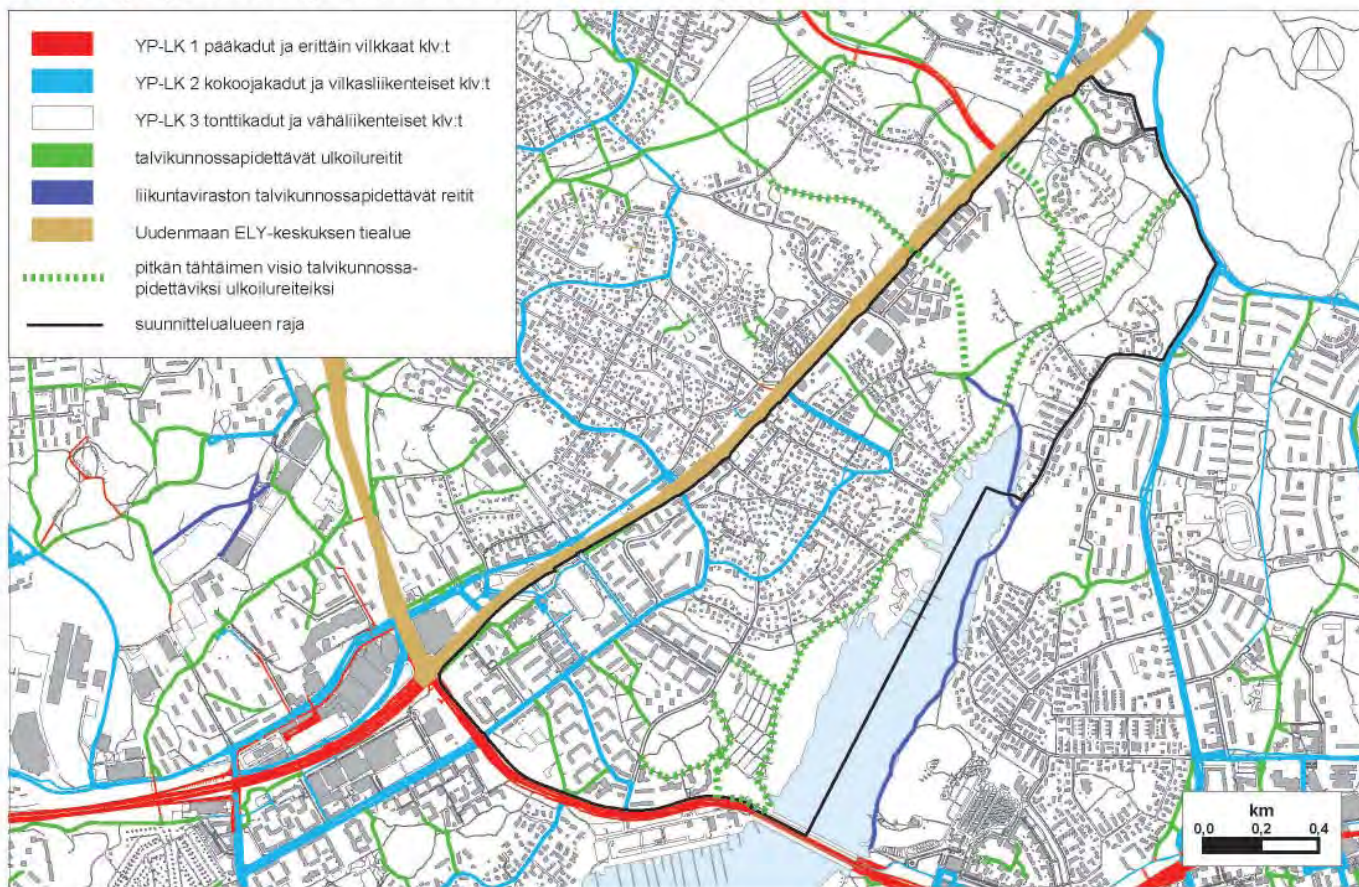 YP-LK 1 pääkadut ja erittäin vilkkaat klv:t
YP-LK 2 kokoojakadut ja vilkasliikenteiset klv:t
YP-LK 3 tonttikadut ja vähäliikenteiset klv:t
talvikunnossapidettävät ulkoilureitit
liikuntaviraston talvikunnossapidettävät reitit
Uudenmaan ELY-keskuksen tiealue
pitkän tähtäimen visio talvikunnossa-
pidettäviksi ulkoilureiteiksi
suunnittelualueen raja
km
0,0 0,2 0,4